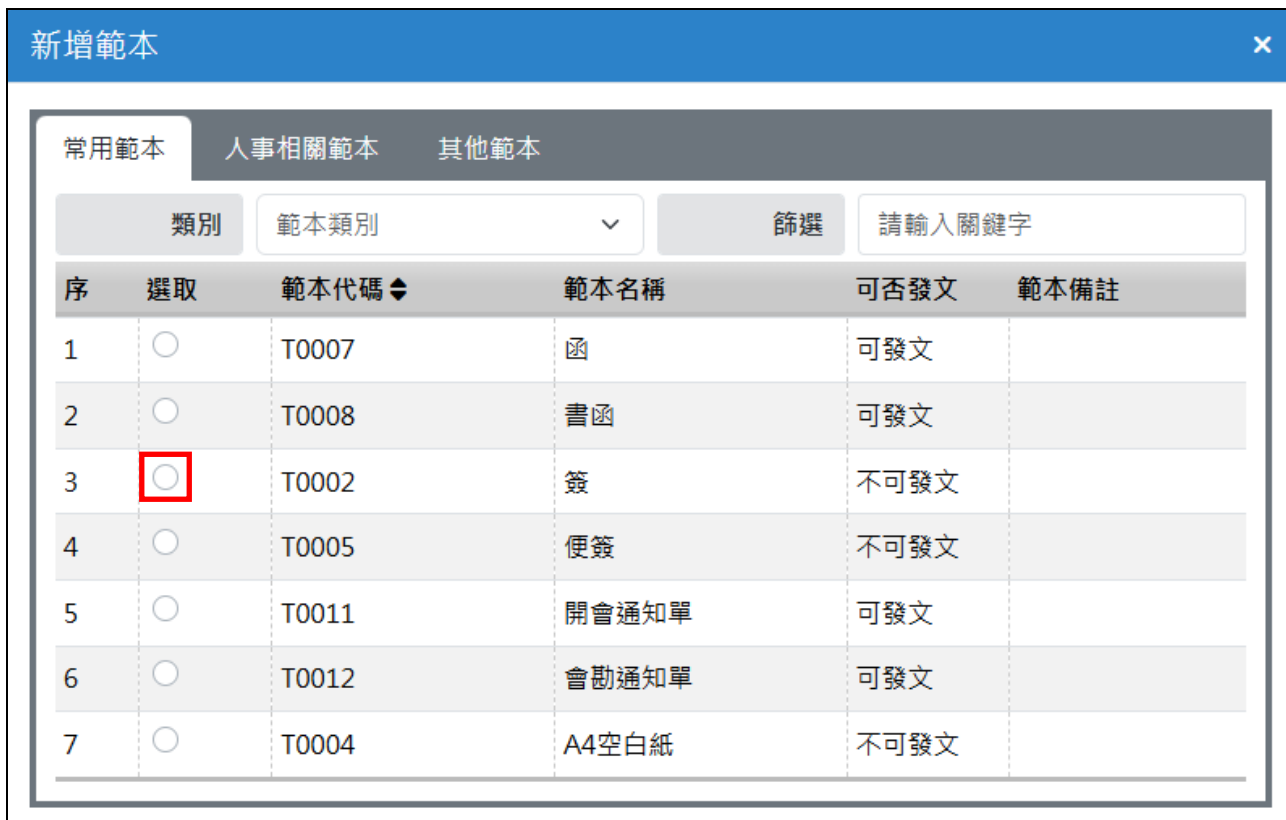 新增範本 ×
常用範本 人事相關範本 其他範本
類別 範本類別 篩選 請輸入關鍵字
序 選取 範本代碼 範本名稱 可否發文 範本備註
1 T0007 函 可發文
2 T0008 書函 可發文
3 T0002 簽 不可發文
4 T0005 便簽 不可發文
5 T0011 開會通知單 可發文
6 T0012 會勘通知單 可發文
7 T0004 A4空白紙 不可發文